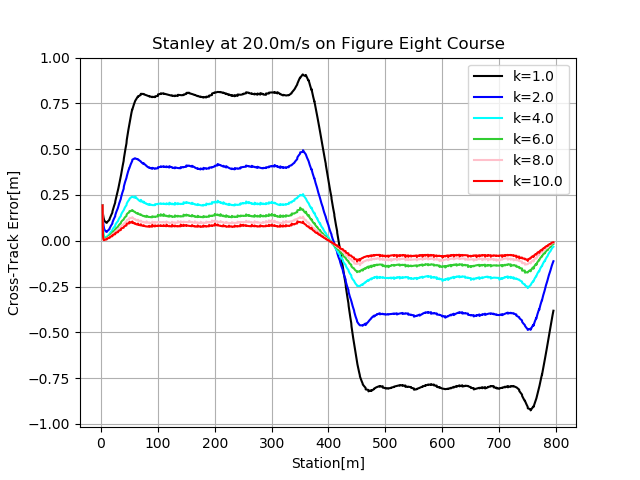 Stanley at 20.0m/s on Figure Eight Course
1.00
0.75
0.50
0.25
0.00
−0.25
−0.50
−0.75
−1.00
Cross-Track Error[m]
k=1.0
k=2.0
k=4.0
k=6.0
k=8.0
k=10.0
0 100 200 300 400 500 600 700 800
Station[m]